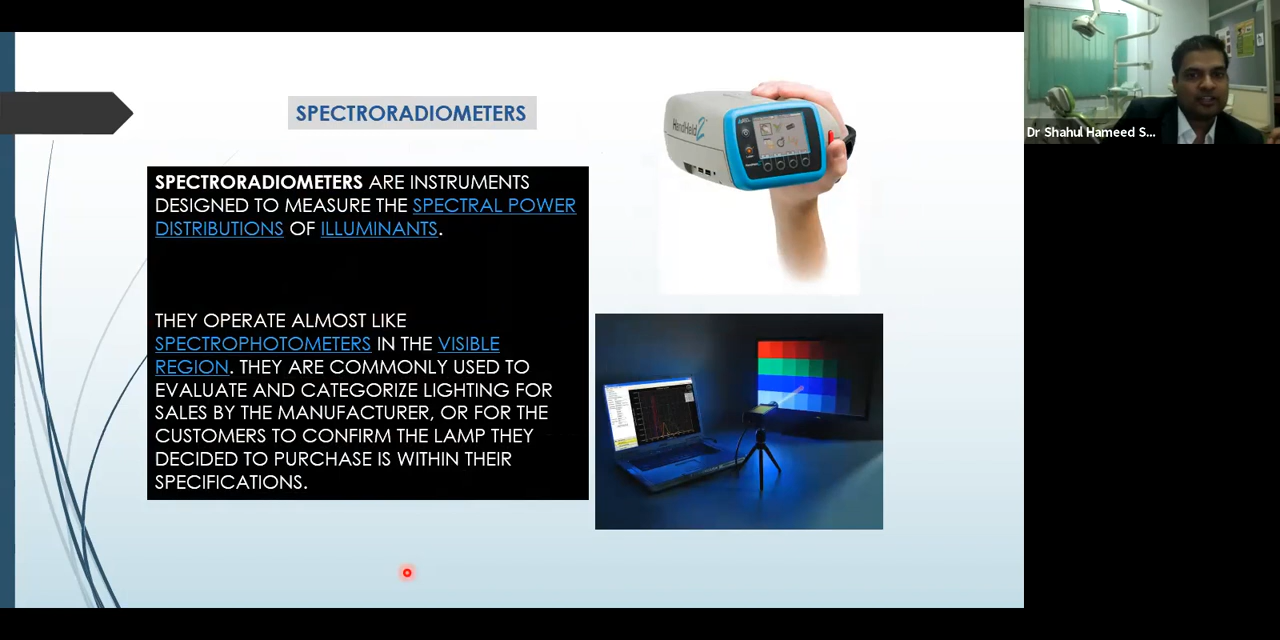 SPECTRORADIOMETERS
SPECTRORADIOMETERS ARE INSTRUMENTS
DESIGNED TO MEASURE THE SPECTRAL POWER
DISTRIBUTIONS OF ILLUMINANTS.
THEY OPERATE ALMOST LIKE
SPECTROPHOTOMETERS IN THE VISIBLE
REGION. THEY ARE COMMONLY USED TO
EVALUATE AND CATEGORIZE LIGHTING FOR
SALES BY THE MANUFACTURER, OR FOR THE
CUSTOMERS TO CONFIRM THE LAMP THEY
DECIDED TO PURCHASE IS WITHIN THEIR
SPECIFICATIONS.
HandHeld 2
Dr Shahul Hameed S...